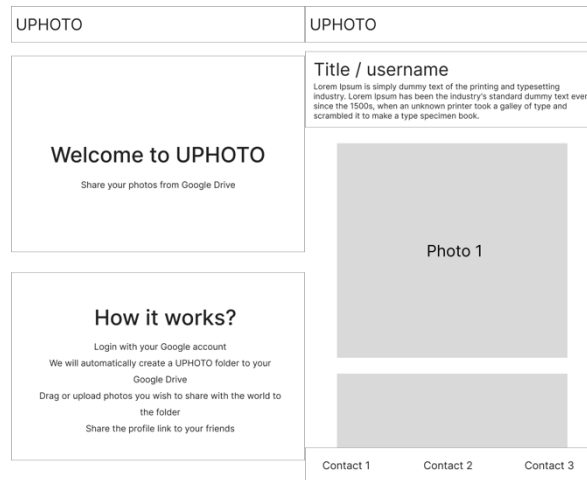 UPHOTO
Welcome to UPHOTO
Share your photos from Google Drive
How it works?
Login with your Google account
We will automatically create a UPHOTO folder to your
Google Drive
Drag or upload photos you wish to share with the world to
the folder
Share the profile link to your friends
UPHOTO
Title / username
Lorem Ipsum is simply dummy text of the printing and typesetting
industry. Lorem Ipsum has been the industry's standard dummy text ever
since the 1500s, when an unknown printer took a galley of type and
scrambled it to make a type specimen book.
Photo 1
Contact 1
Contact 2
Contact 3